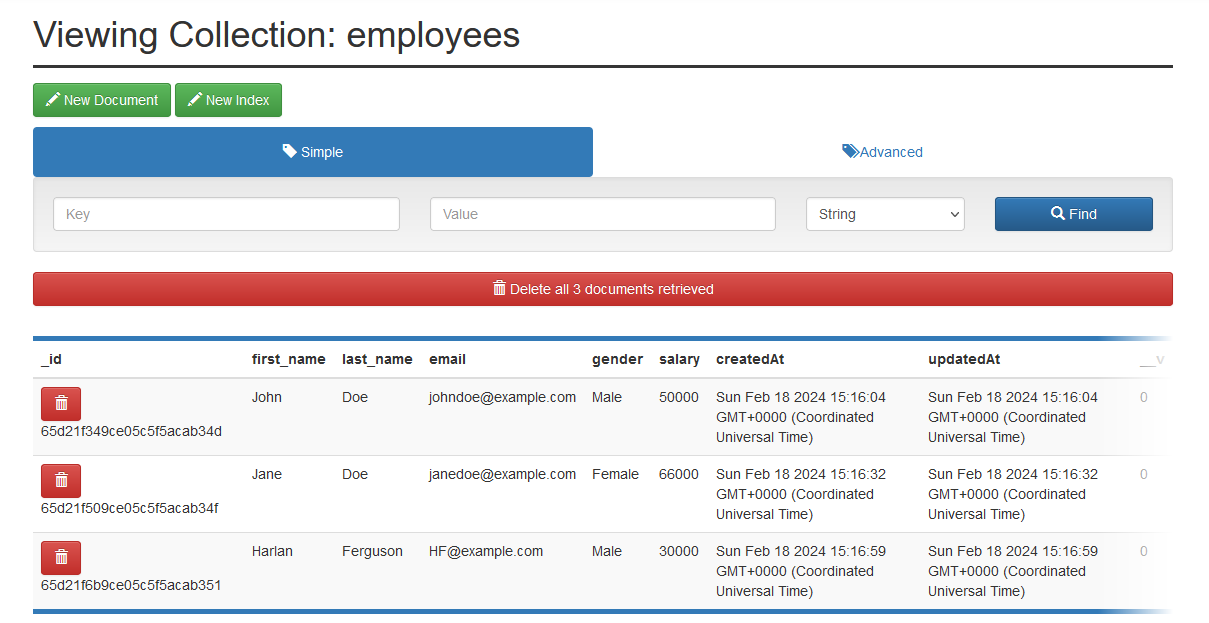 Viewing Collection: employees
New Document New Index
Simple Advanced
Key Value String Find
Delete all 3 documents retrieved
_id first_name last_name email gender salary createdAt updatedAt __v
John Doe johndoe@example.com Male 50000 Sun Feb 18 2024 15:16:04 Sun Feb 18 2024 15:16:04 0
GMT+0000 (Coordinated GMT+0000 (Coordinated
65d21f349ce05c5f5acab34d Universal Time) Universal Time)
Jane Doe janedoe@example.com Female 66000 Sun Feb 18 2024 15:16:32 Sun Feb 18 2024 15:16:32 0
GMT+0000 (Coordinated GMT+0000 (Coordinated
65d21f509ce05c5f5acab34f Universal Time) Universal Time)
Harlan Ferguson HF@example.com Male 30000 Sun Feb 18 2024 15:16:59 Sun Feb 18 2024 15:16:59 0
GMT+0000 (Coordinated GMT+0000 (Coordinated
65d21f6b9ce05c5f5acab351 Universal Time) Universal Time)